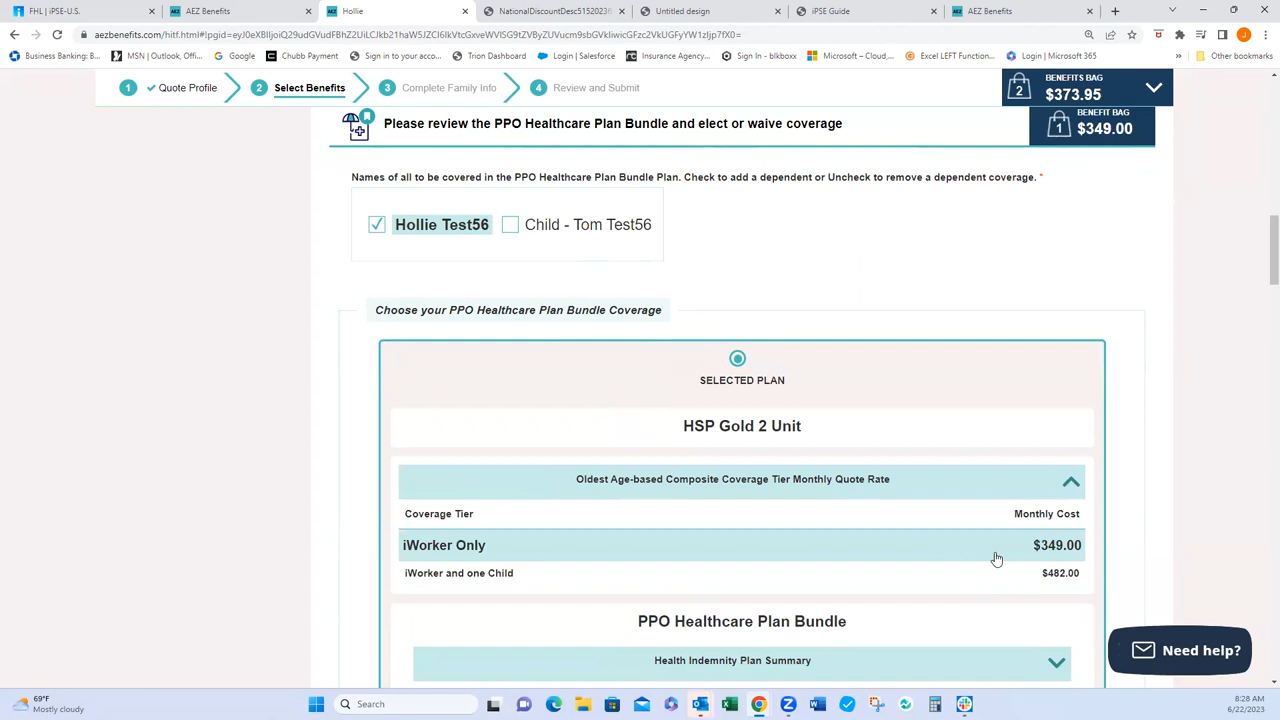 FHL | iPSE-U.S.
AEZ Benefits
Hollie
NationalDiscountDesc5152023
Untitled design
iPSE Guide
AEZ Benefits
Business Banking: B...
MSN | Outlook, Offi...
Google
Chubb Payment
Sign in to your acco...
Trion Dashboard
Login | Salesforce
Insurance Agency...
Sign In - blkboxx
Microsoft – Cloud,...
Excel LEFT Function...
Login | Microsoft 365
Other bookmarks
1 Quote Profile
2 Select Benefits
3 Complete Family Info
4 Review and Submit
2 BENEFITS BAG
$373.95
Please review the PPO Healthcare Plan Bundle and elect or waive coverage
1 BENEFIT BAG
$349.00
Names of all to be covered in the PPO Healthcare Plan Bundle Plan. Check to add a dependent or Uncheck to remove a dependent coverage. *
Hollie Test56 Child - Tom Test56
Choose your PPO Healthcare Plan Bundle Coverage
SELECTED PLAN
HSP Gold 2 Unit
Oldest Age-based Composite Coverage Tier Monthly Quote Rate
Coverage Tier Monthly Cost
iWorker Only $349.00
iWorker and one Child $482.00
PPO Healthcare Plan Bundle
Health Indemnity Plan Summary
Need help?
69°F
Mostly cloudy
Search
8:28 AM
6/22/2023